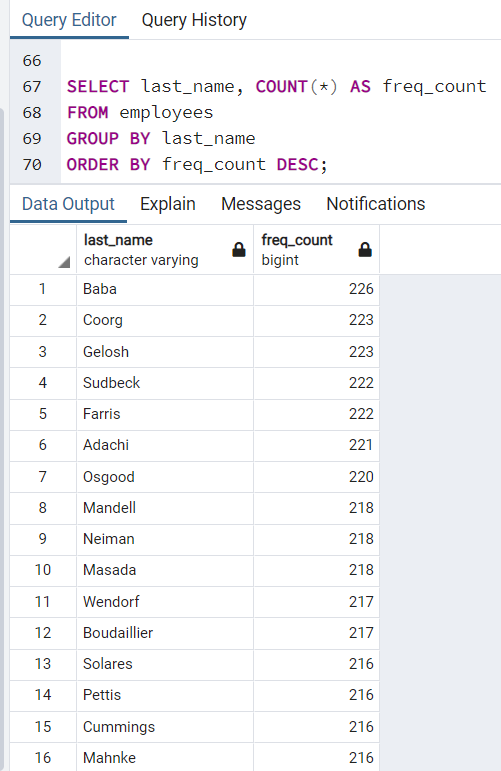 Query Editor Query History
66
67 SELECT last_name, COUNT(*) AS freq_count
68 FROM employees
69 GROUP BY last_name
70 ORDER BY freq_count DESC;
Data Output Explain Messages Notifications
last_name freq_count
character varying bigint
1 Baba 226
2 Coorg 223
3 Gelosh 223
4 Sudbeck 222
5 Farris 222
6 Adachi 221
7 Osgood 220
8 Mandell 218
9 Neiman 218
10 Masada 218
11 Wendorf 217
12 Boudaillier 217
13 Solares 216
14 Pettis 216
15 Cummings 216
16 Mahnke 216